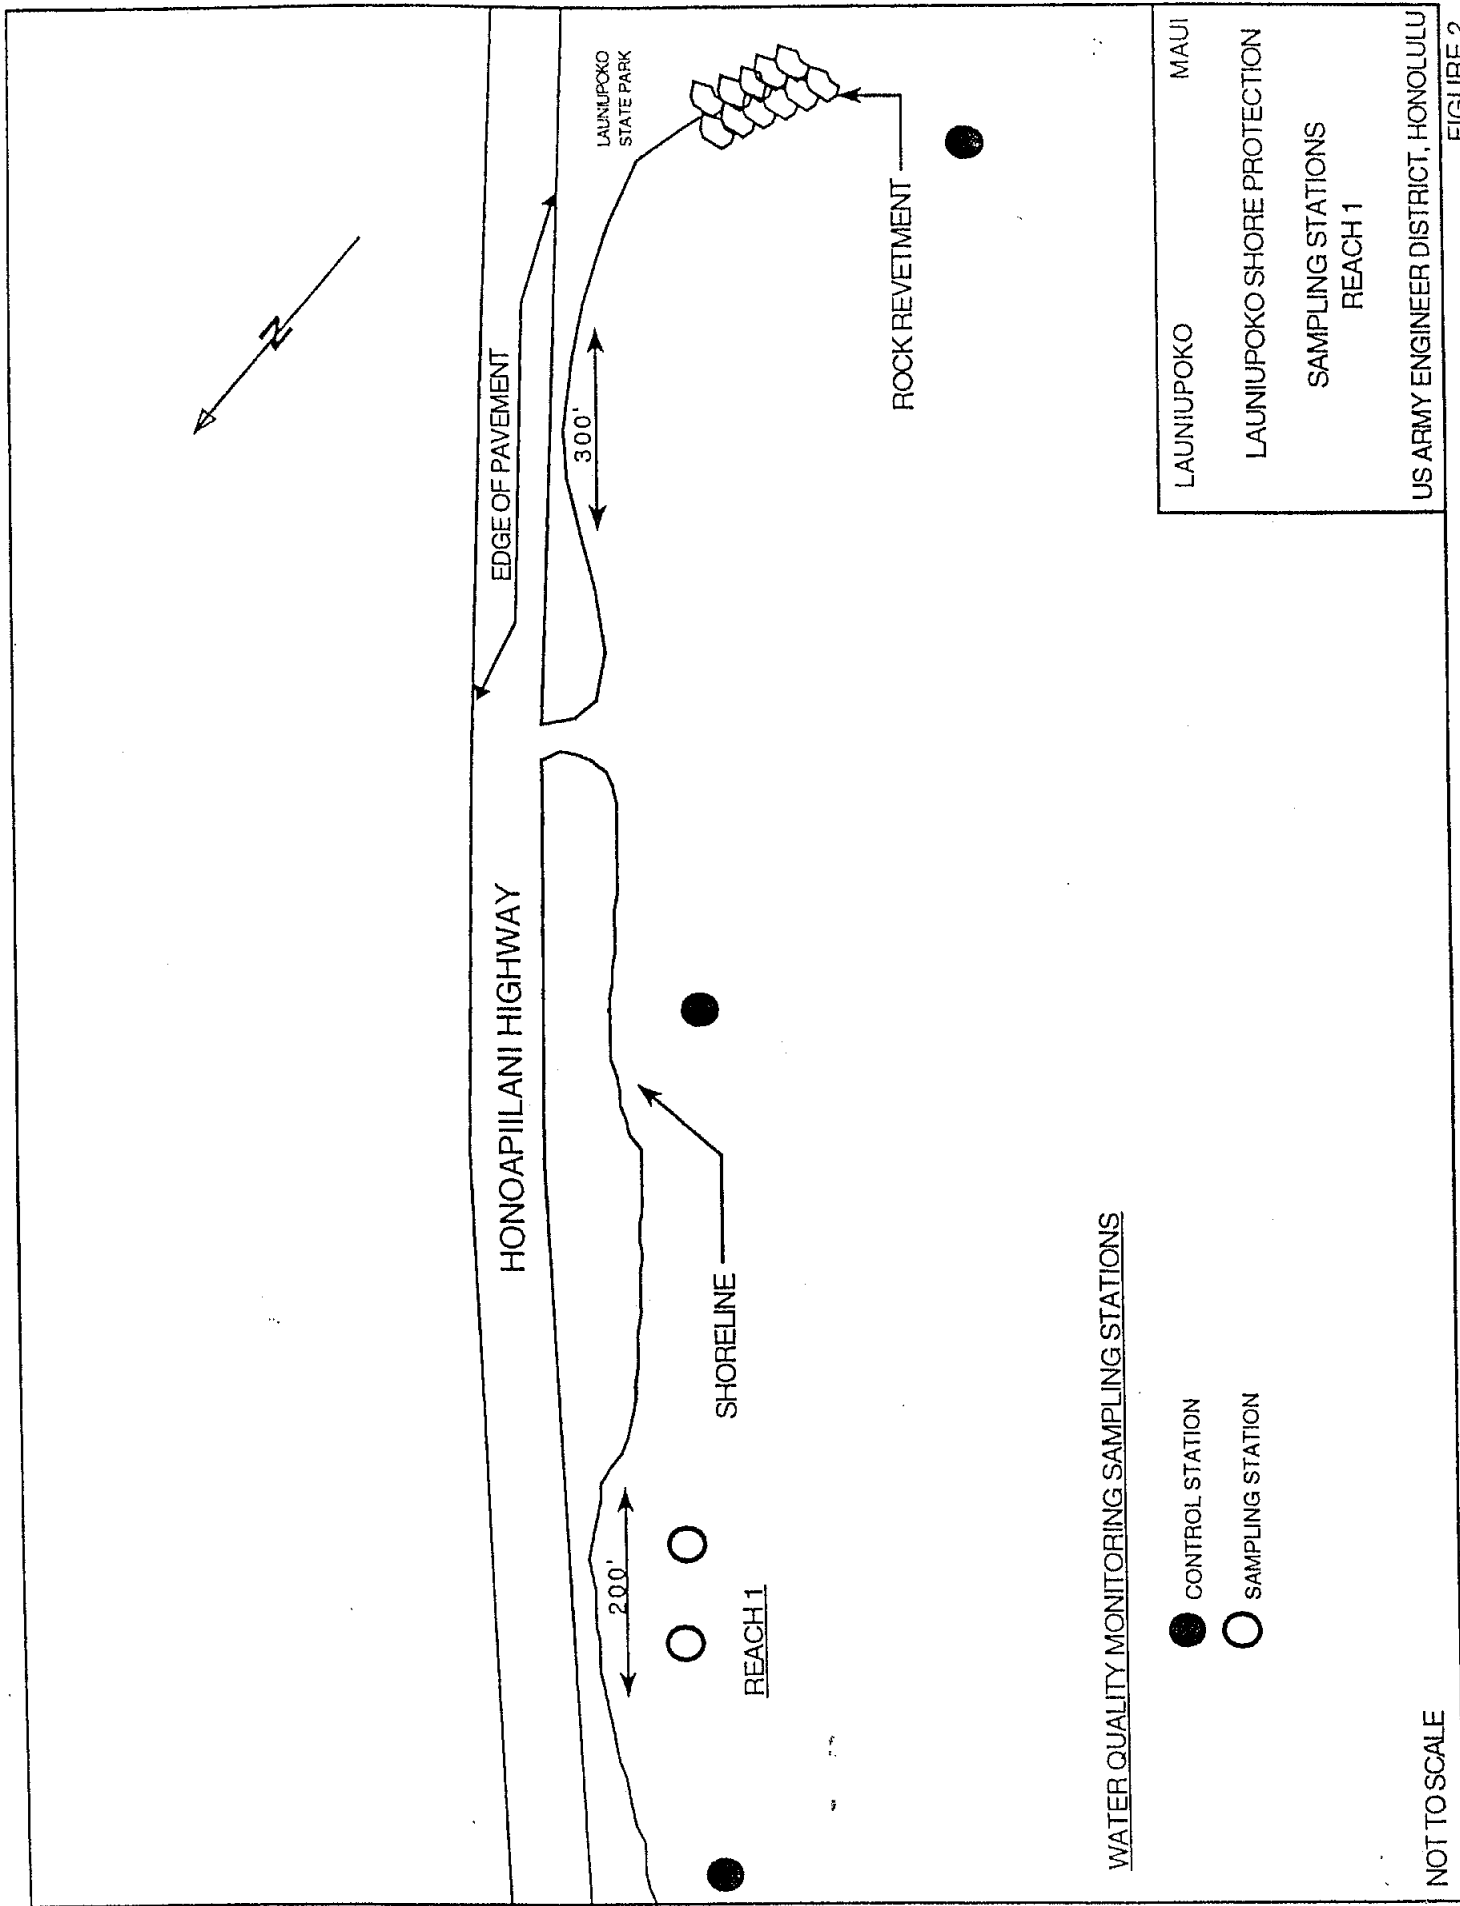 N
LAUNIUPOKO
STATE PARK
EDGE OF PAVEMENT
300'
HONOAPIILANI HIGHWAY
ROCK REVETMENT
SHORELINE
200'
REACH 1
WATER QUALITY MONITORING SAMPLING STATIONS
CONTROL STATION
SAMPLING STATION
NOT TO SCALE
LAUNIUPOKO MAUI
LAUNIUPOKO SHORE PROTECTION
SAMPLING STATIONS
REACH 1
US ARMY ENGINEER DISTRICT, HONOLULU
FIGURE 2